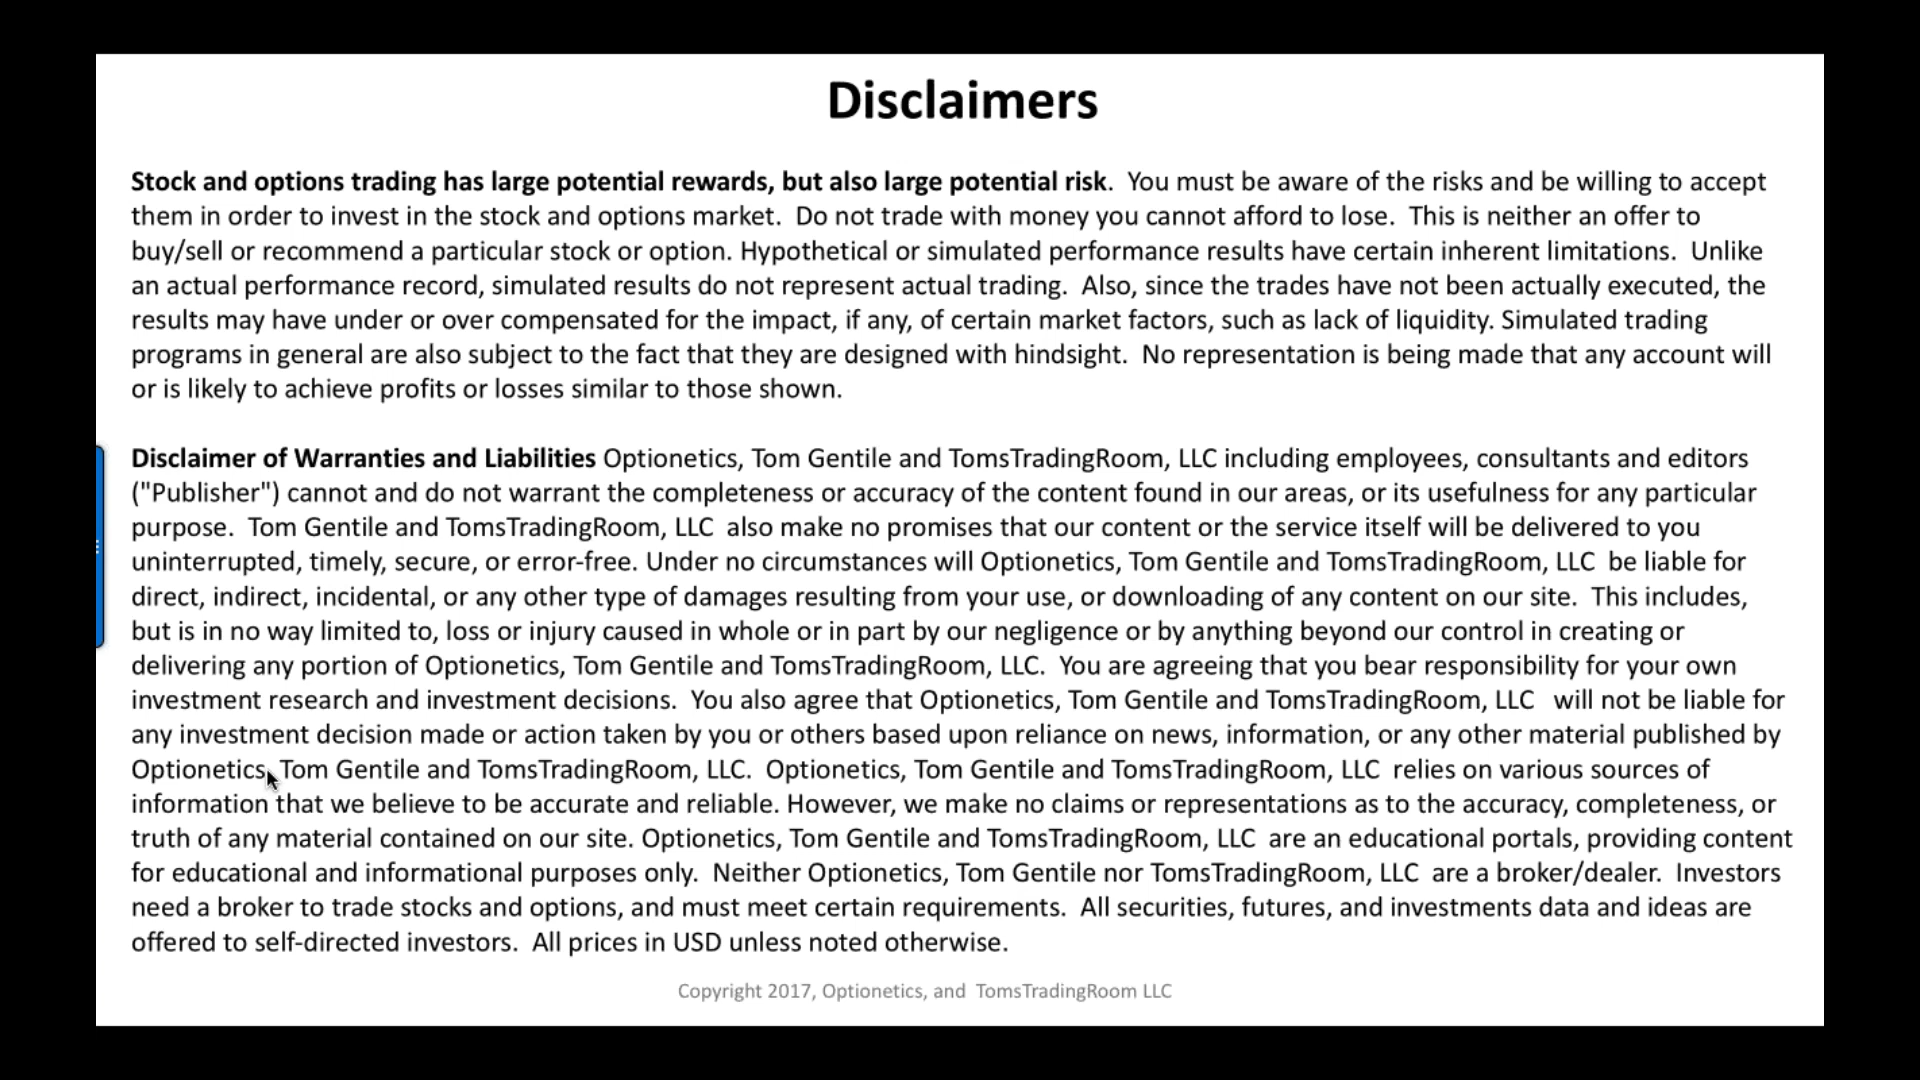 Disclaimers
Stock and options trading has large potential rewards, but also large potential risk.  You must be aware of the risks and be willing to accept
them in order to invest in the stock and options market.  Do not trade with money you cannot afford to lose.  This is neither an offer to
buy/sell or recommend a particular stock or option. Hypothetical or simulated performance results have certain inherent limitations.  Unlike
an actual performance record, simulated results do not represent actual trading.  Also, since the trades have not been actually executed, the
results may have under or over compensated for the impact, if any, of certain market factors, such as lack of liquidity. Simulated trading
programs in general are also subject to the fact that they are designed with hindsight.  No representation is being made that any account will
or is likely to achieve profits or losses similar to those shown.
Disclaimer of Warranties and Liabilities Optionetics, Tom Gentile and TomsTradingRoom, LLC including employees, consultants and editors
("Publisher") cannot and do not warrant the completeness or accuracy of the content found in our areas, or its usefulness for any particular
purpose.  Tom Gentile and TomsTradingRoom, LLC  also make no promises that our content or the service itself will be delivered to you
uninterrupted, timely, secure, or error-free. Under no circumstances will Optionetics, Tom Gentile and TomsTradingRoom, LLC  be liable for
direct, indirect, incidental, or any other type of damages resulting from your use, or downloading of any content on our site.  This includes,
but is in no way limited to, loss or injury caused in whole or in part by our negligence or by anything beyond our control in creating or
delivering any portion of Optionetics, Tom Gentile and TomsTradingRoom, LLC.  You are agreeing that you bear responsibility for your own
investment research and investment decisions.  You also agree that Optionetics, Tom Gentile and TomsTradingRoom, LLC   will not be liable for
any investment decision made or action taken by you or others based upon reliance on news, information, or any other material published by
Optionetics, Tom Gentile and TomsTradingRoom, LLC.  Optionetics, Tom Gentile and TomsTradingRoom, LLC  relies on various sources of
information that we believe to be accurate and reliable. However, we make no claims or representations as to the accuracy, completeness, or
truth of any material contained on our site. Optionetics, Tom Gentile and TomsTradingRoom, LLC  are an educational portals, providing content
for educational and informational purposes only.  Neither Optionetics, Tom Gentile nor TomsTradingRoom, LLC  are a broker/dealer.  Investors
need a broker to trade stocks and options, and must meet certain requirements.  All securities, futures, and investments data and ideas are
offered to self-directed investors.  All prices in USD unless noted otherwise.
Copyright 2017, Optionetics, and  TomsTradingRoom LLC